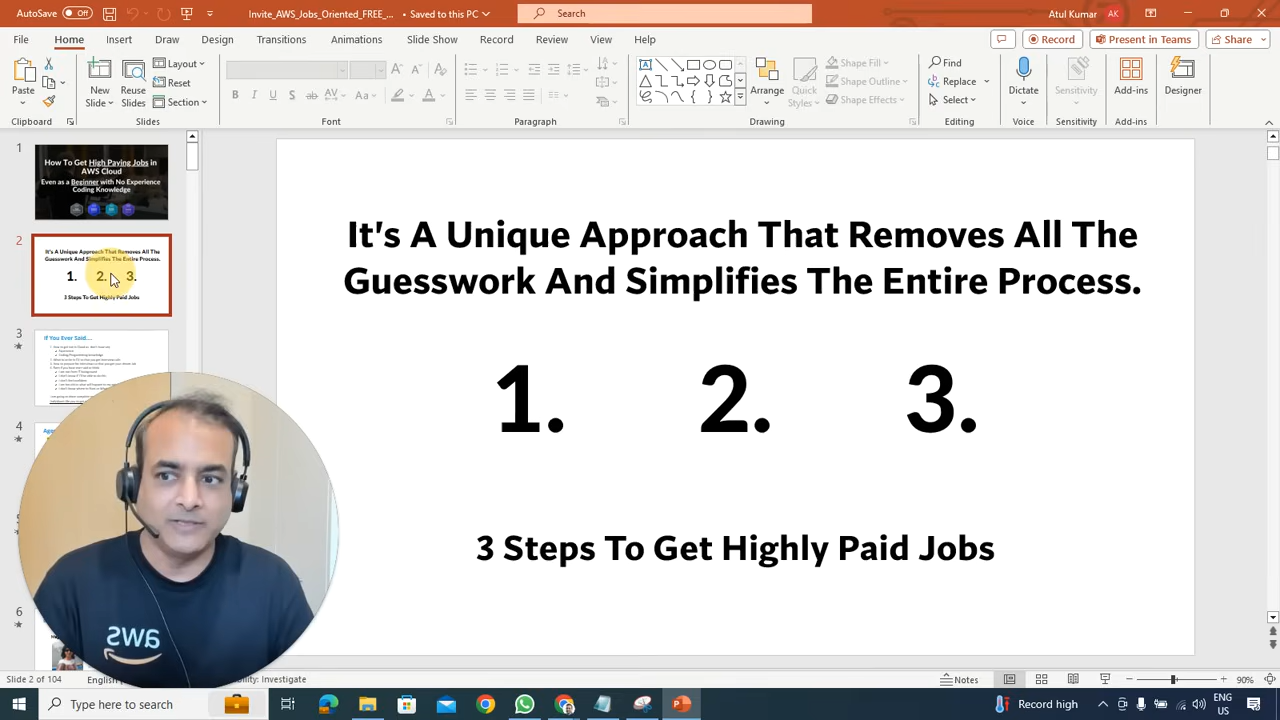 AutoSave Off
Invite_AWS_Jobs_Oriented_FREE_... • Saved to this PC
Search
Atul Kumar AK
File Home Insert Draw Design Transitions Animations Slide Show Record Review View Help
Record Present in Teams Share
Paste
New Slide
Reuse Slides
Layout
Reset
Section
Shape Fill
Shape Outline
Shape Effects
Arrange
Quick Styles
Find
Replace
Select
Dictate
Sensitivity
Add-ins
Designer
Clipboard Slides Font Paragraph Drawing Editing Voice Sensitivity Add-ins
1
How To Get High Paying Jobs in
AWS Cloud
Even as a Beginner with No Experience
Coding Knowledge
2
It's A Unique Approach That Removes All The
Guesswork And Simplifies The Entire Process.
1. 2. 3.
3 Steps To Get Highly Paid Jobs
3
If You Ever Said....
6
It's A Unique Approach That Removes All The
Guesswork And Simplifies The Entire Process.
1. 2. 3.
3 Steps To Get Highly Paid Jobs
aws
Slide 2 of 104
English
Investigate
Notes
90%
Type here to search
Record high
ENG
US